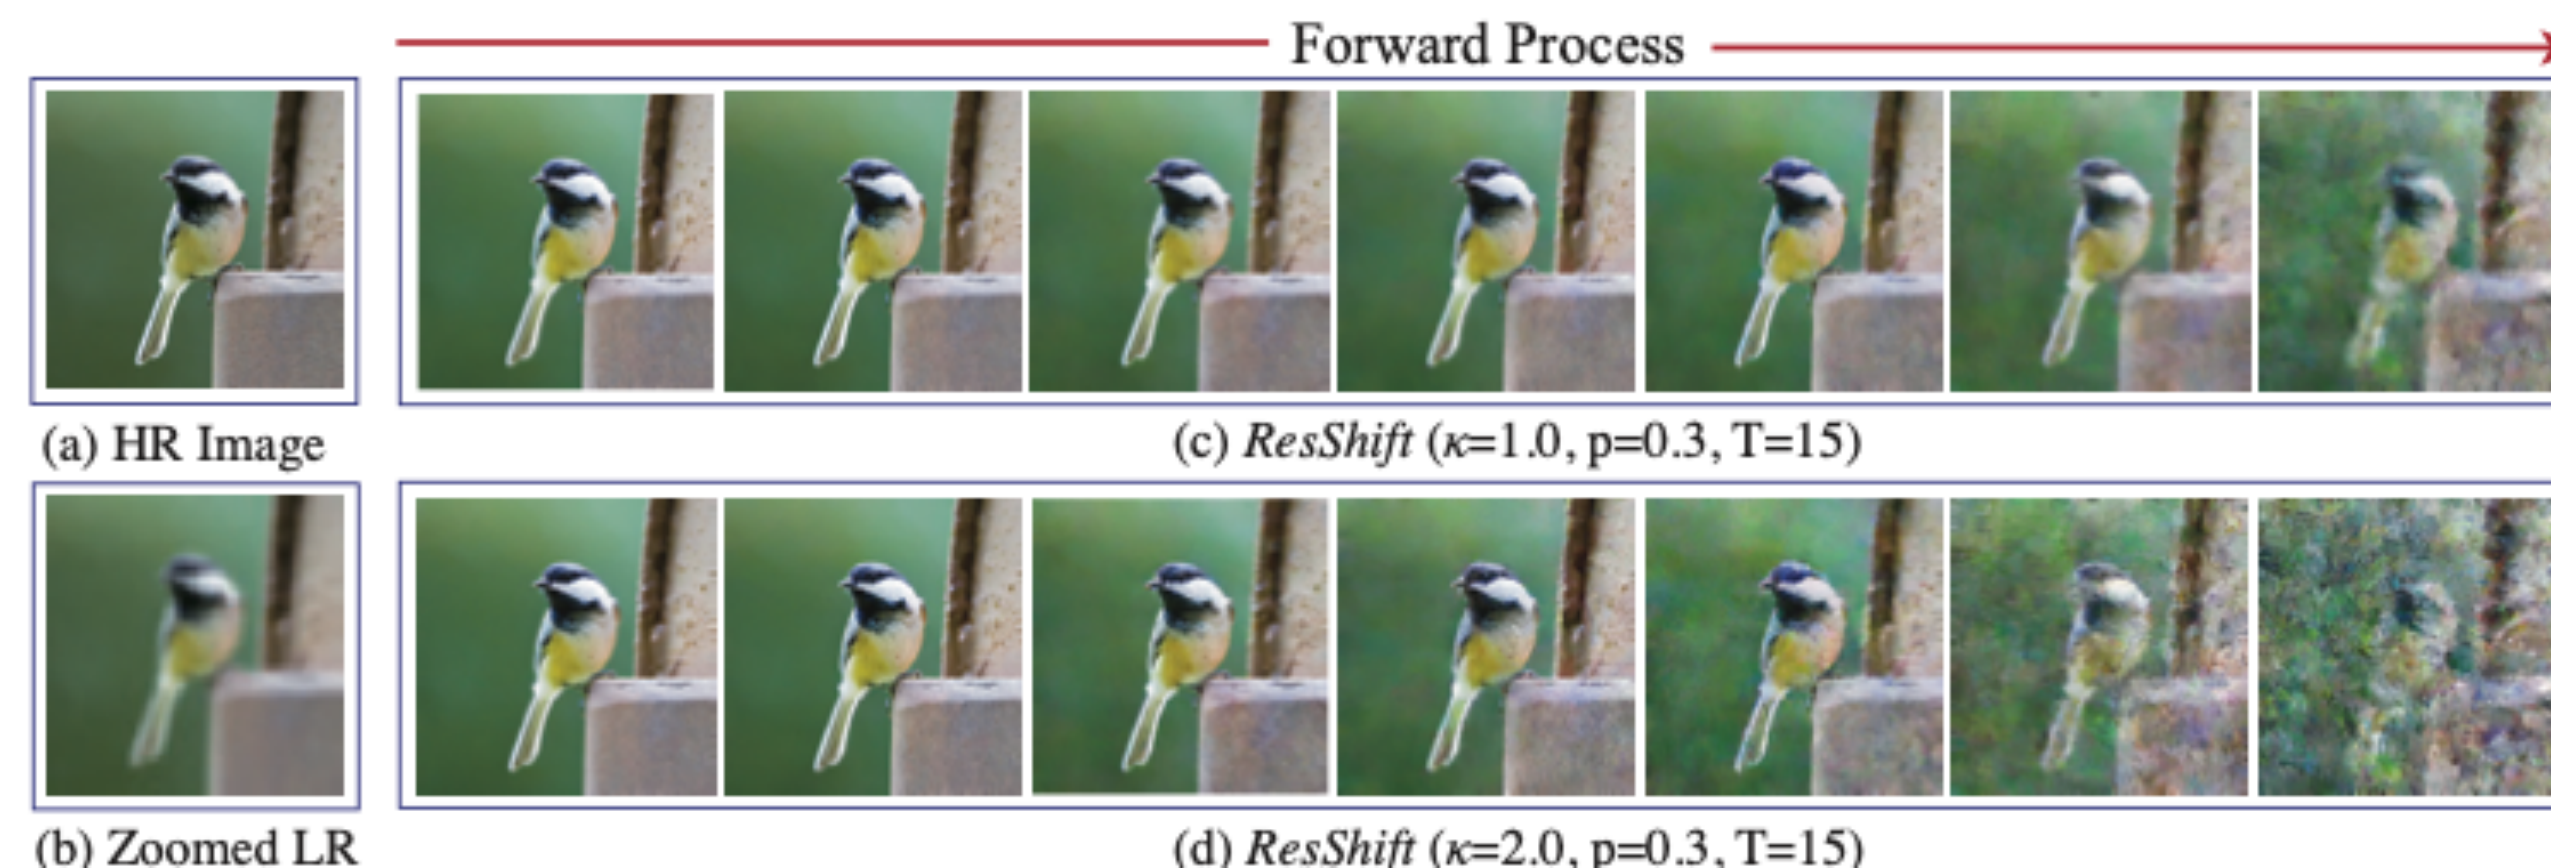 Forward Process
(a) HR Image
(c) ResShift (κ=1.0, p=0.3, T=15)
(b) Zoomed LR
(d) ResShift (κ=2.0, p=0.3, T=15)